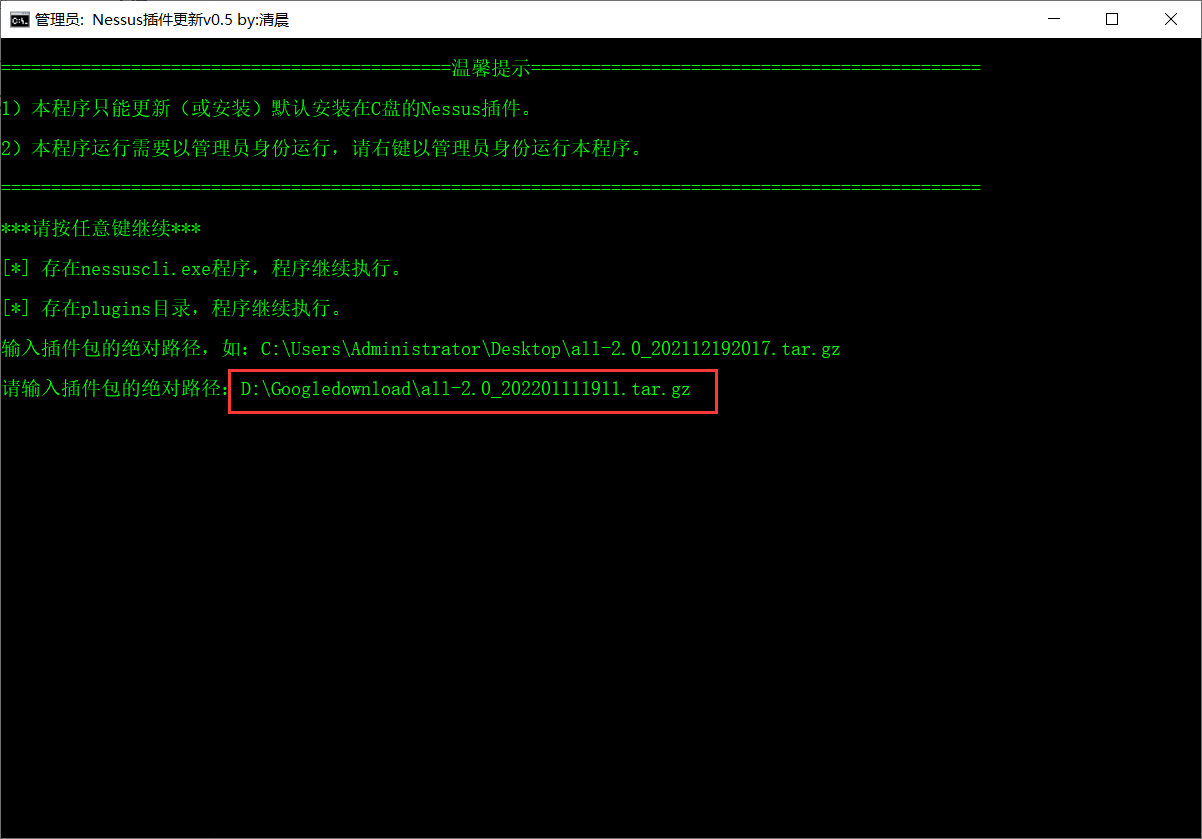 管理员: Nessus插件更新v0.5 by:清晨
=============================================温馨提示=============================================
1）本程序只能更新（或安装）默认安装在C盘的Nessus插件。
2）本程序运行需要以管理员身份运行，请右键以管理员身份运行本程序。
==================================================================================================
***请按任意键继续***
[*] 存在nessuscli.exe程序，程序继续执行。
[*] 存在plugins目录，程序继续执行。
输入插件包的绝对路径，如：C:\Users\Administrator\Desktop\all-2.0_202112192017.tar.gz
请输入插件包的绝对路径：D:\Googledownload\all-2.0_202201111911.tar.gz